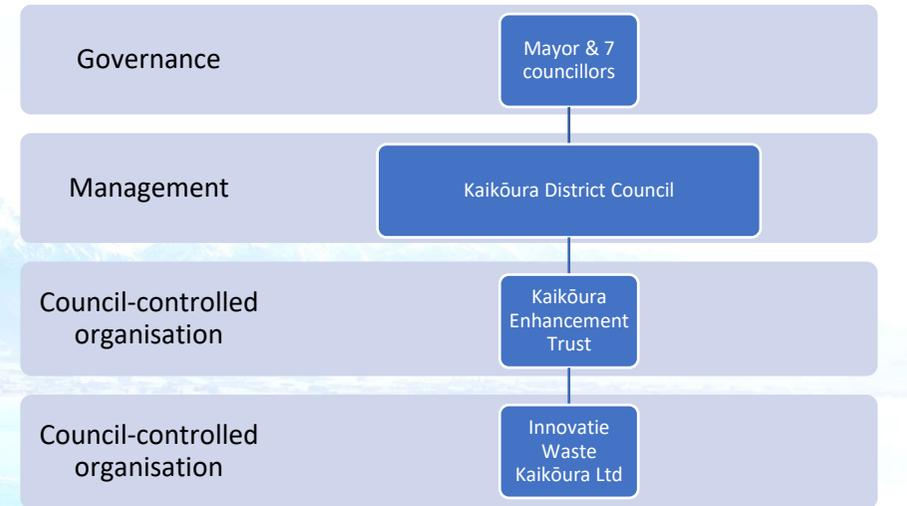 Governance
Mayor & 7
councillors
Management
Kaikōura District Council
Council-controlled
organisation
Kaikōura
Enhancement
Trust
Council-controlled
organisation
Innovatie
Waste
Kaikōura Ltd